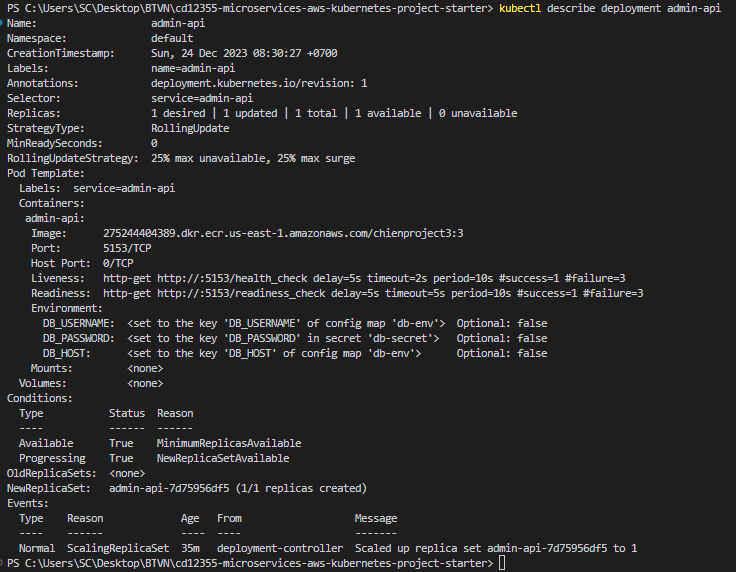 PS C:\Users\SC\Desktop\BTVN\cd12355-microservices-aws-kubernetes-project-starter> kubectl describe deployment admin-api
Name:                   admin-api
Namespace:              default
CreationTimestamp:      Sun, 24 Dec 2023 08:30:27 +0700
Labels:                 name=admin-api
Annotations:            deployment.kubernetes.io/revision: 1
Selector:               service=admin-api
Replicas:               1 desired | 1 updated | 1 total | 1 available | 0 unavailable
StrategyType:           RollingUpdate
MinReadySeconds:        0
RollingUpdateStrategy:  25% max unavailable, 25% max surge
Pod Template:
  Labels:  service=admin-api
  Containers:
   admin-api:
    Image:      275244404389.dkr.ecr.us-east-1.amazonaws.com/chienproject3:3
    Port:       5153/TCP
    Host Port:  0/TCP
    Liveness:   http-get http://:5153/health_check delay=5s timeout=2s period=10s #success=1 #failure=3
    Readiness:  http-get http://:5153/readiness_check delay=5s timeout=5s period=10s #success=1 #failure=3
    Environment:
      DB_USERNAME:  <set to the key 'DB_USERNAME' of config map 'db-env'>  Optional: false
      DB_PASSWORD:  <set to the key 'DB_PASSWORD' in secret 'db-secret'>   Optional: false
      DB_HOST:      <set to the key 'DB_HOST' of config map 'db-env'>      Optional: false
    Mounts:         <none>
  Volumes:          <none>
Conditions:
  Type           Status  Reason
  ----           ------  ------
  Available      True    MinimumReplicasAvailable
  Progressing    True    NewReplicaSetAvailable
OldReplicaSets:  <none>
NewReplicaSet:   admin-api-7d75956df5 (1/1 replicas created)
Events:
  Type    Reason             Age   From                   Message
  ----    ------             ----  ----                   -------
  Normal  ScalingReplicaSet  35m   deployment-controller  Scaled up replica set admin-api-7d75956df5 to 1
PS C:\Users\SC\Desktop\BTVN\cd12355-microservices-aws-kubernetes-project-starter>